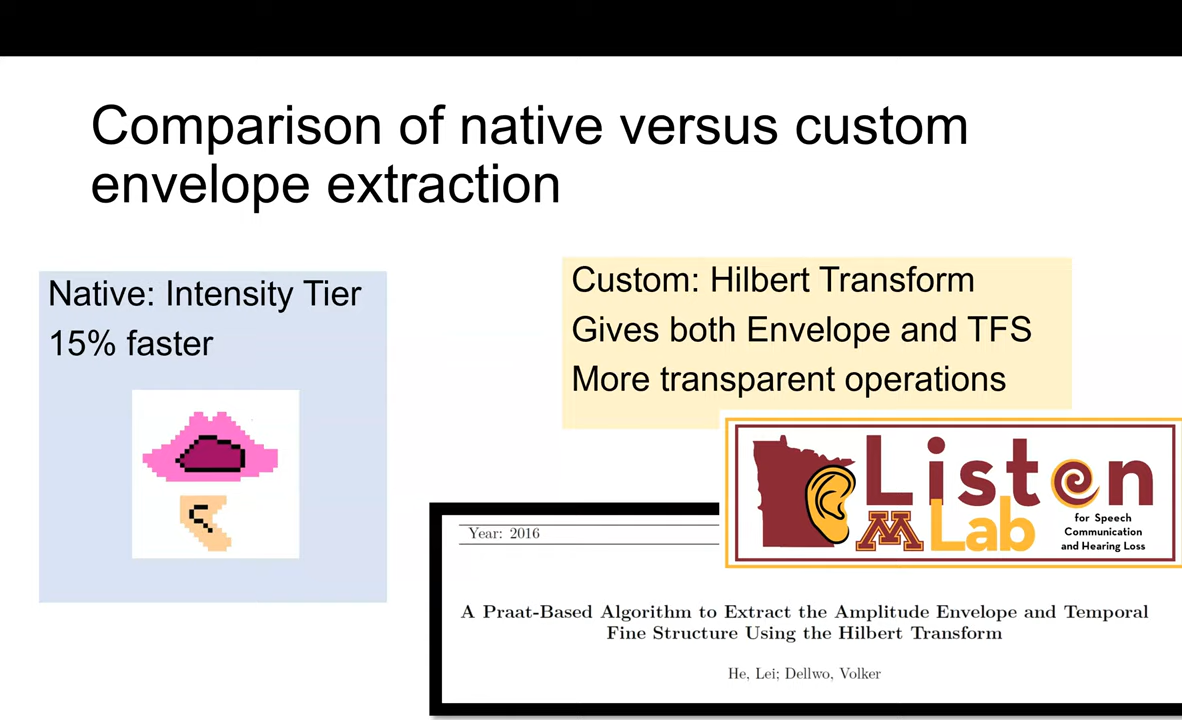 Comparison of native versus custom
envelope extraction
Native: Intensity Tier
15% faster
Custom: Hilbert Transform
Gives both Envelope and TFS
More transparent operations
Listen
M Lab
for Speech
Communication
and Hearing Loss
Year: 2016
A Praat-Based Algorithm to Extract the Amplitude Envelope and Temporal
Fine Structure Using the Hilbert Transform
He, Lei; Dellwo, Volker